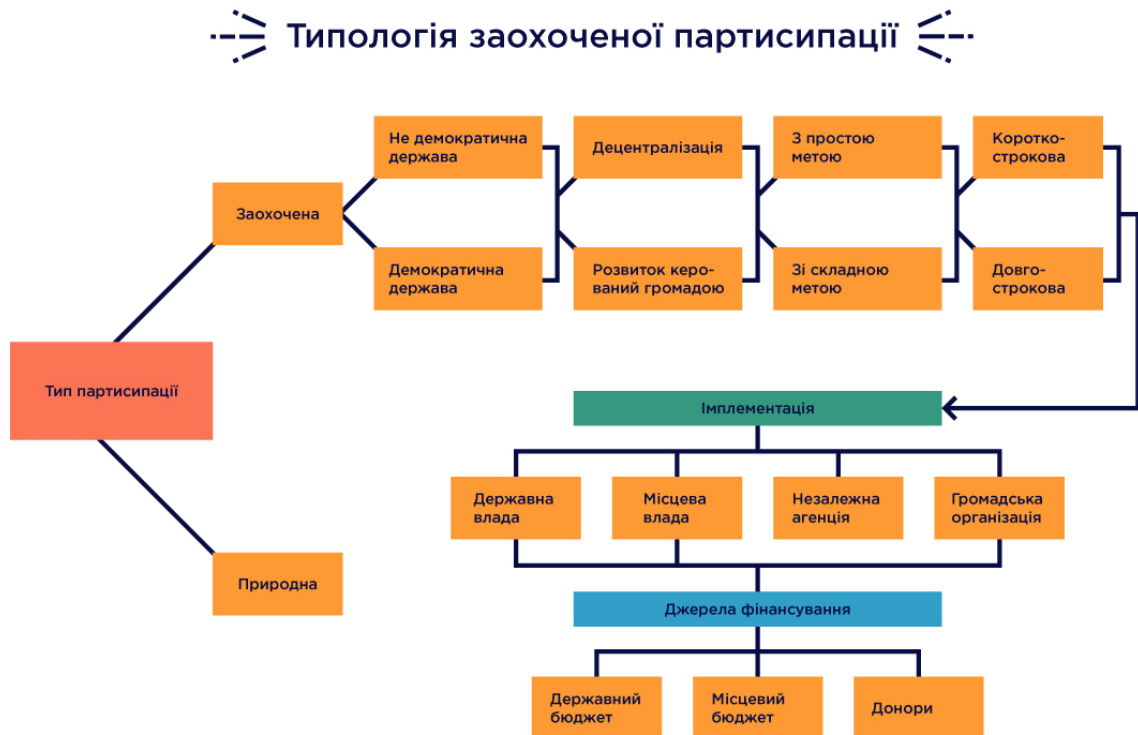 Типологія заохоченої партисипації
Не демократична
держава
Децентралізація
З простою
метою
Коротко-
строкова
Заохочена
Демократична
держава
Розвиток керо-
ваний громадою
Зі складною
метою
Довго-
строкова
Тип партисипації
Імплементація
Державна
влада
Місцева
влада
Незалежна
агенція
Громадська
організація
Природна
Джерела фінансування
Державний
бюджет
Місцевий
бюджет
Донори